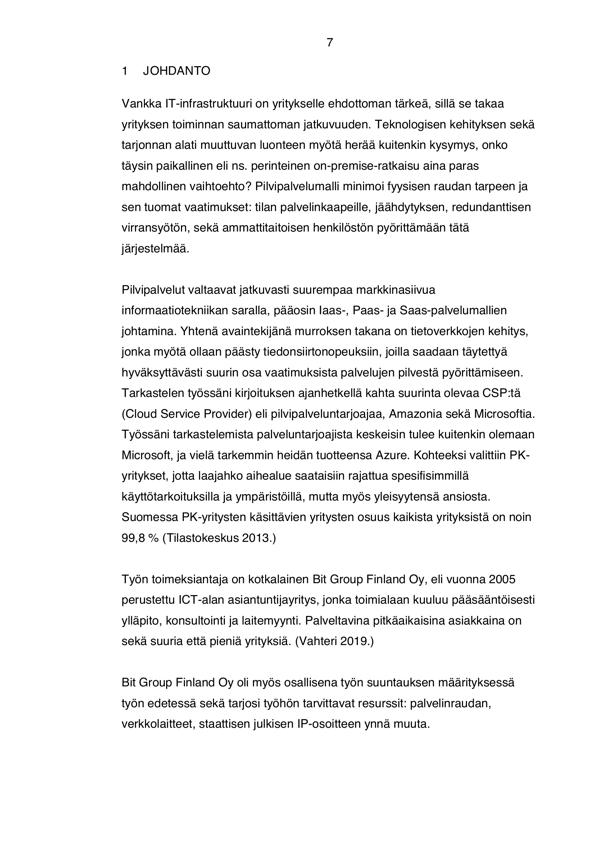 7
1 JOHDANTO
Vankka IT-infrastruktuuri on yritykselle ehdottoman tärkeä, sillä se takaa
yrityksen toiminnan saumattoman jatkuvuuden. Teknologisen kehityksen sekä
tarjonnan alati muuttuvan luonteen myötä herää kuitenkin kysymys, onko
täysin paikallinen eli ns. perinteinen on-premise-ratkaisu aina paras
mahdollinen vaihtoehto? Pilvipalvelumalli minimoi fyysisen raudan tarpeen ja
sen tuomat vaatimukset: tilan palvelinkaapeille, jäähdytyksen, redundanttisen
virransyötön, sekä ammattitaitoisen henkilöstön pyörittämään tätä
järjestelmää.
Pilvipalvelut valtaavat jatkuvasti suurempaa markkinasiivua
informaatiotekniikan saralla, pääosin Iaas-, Paas- ja Saas-palvelumallien
johtamina. Yhtenä avaintekijänä murroksen takana on tietoverkkojen kehitys,
jonka myötä ollaan päästy tiedonsiirtonopeuksiin, joilla saadaan täytettyä
hyväksyttävästi suurin osa vaatimuksista palvelujen pilvestä pyörittämiseen.
Tarkastelen työssäni kirjoituksen ajanhetkellä kahta suurinta olevaa CSP:tä
(Cloud Service Provider) eli pilvipalveluntarjoajaa, Amazonia sekä Microsoftia.
Työssäni tarkastelemista palveluntarjoajista keskeisin tulee kuitenkin olemaan
Microsoft, ja vielä tarkemmin heidän tuotteensa Azure. Kohteeksi valittiin PK-
yritykset, jotta laajahko aihealue saataisiin rajattua spesifisimmillä
käyttötarkoituksilla ja ympäristöillä, mutta myös yleisyytensä ansiosta.
Suomessa PK-yritysten käsittävien yritysten osuus kaikista yrityksistä on noin
99,8 % (Tilastokeskus 2013.)
Työn toimeksiantaja on kotkalainen Bit Group Finland Oy, eli vuonna 2005
perustettu ICT-alan asiantuntijayritys, jonka toimialaan kuuluu pääsääntöisesti
ylläpito, konsultointi ja laitemyynti. Palveltavina pitkäaikaisina asiakkaina on
sekä suuria että pieniä yrityksiä. (Vahteri 2019.)
Bit Group Finland Oy oli myös osallisena työn suuntauksen määrityksessä
työn edetessä sekä tarjosi työhön tarvittavat resurssit: palvelinraudan,
verkkolaitteet, staattisen julkisen IP-osoitteen ynnä muuta.